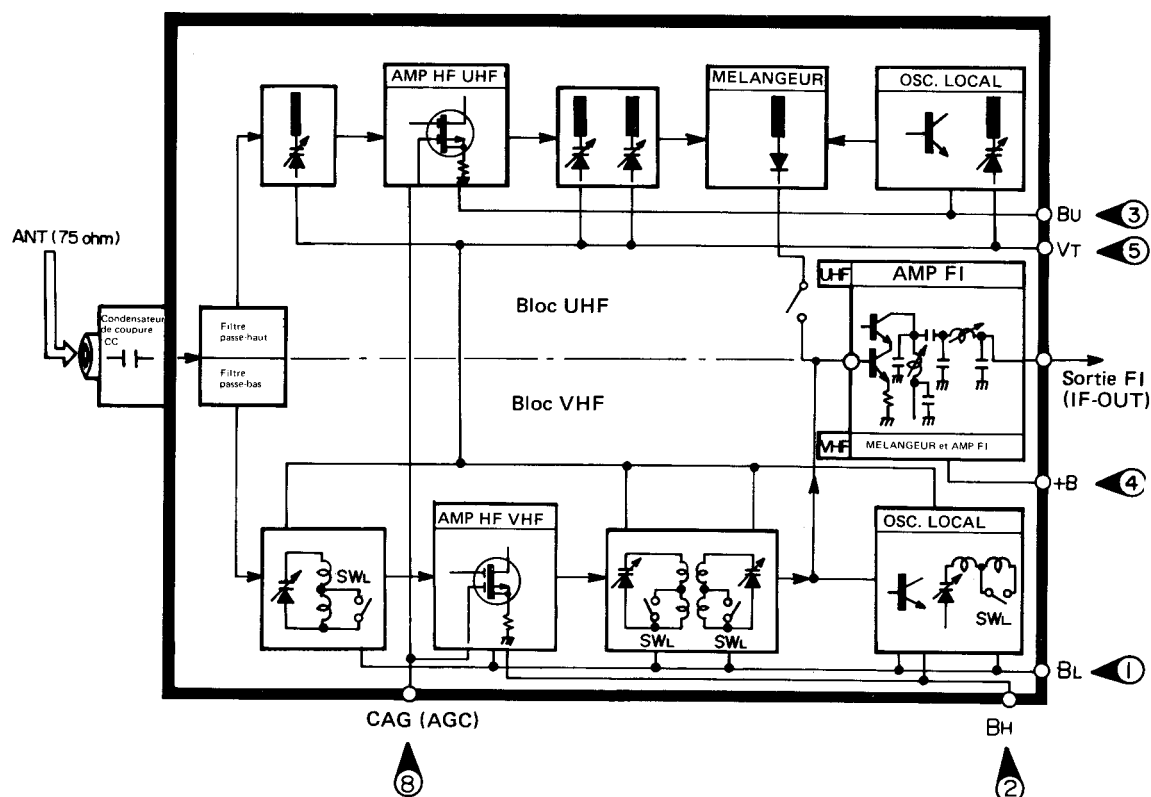 AMP HF UHF
MELANGEUR
OSC. LOCAL
BU ③
VT ⑤
ANT (75 ohm)
Condensateur
de coupure
CC
Filtre
passe-haut
Filtre
passe-bas
Bloc UHF
Bloc VHF
UHF
AMP FI
VHF
MELANGEUR et AMP FI
Sortie FI
(IF-OUT)
+B ④
SWL
AMP HF VHF
SWL
SWL
OSC. LOCAL
SWL
BL ①
CAG (AGC)
⑧
BH
②